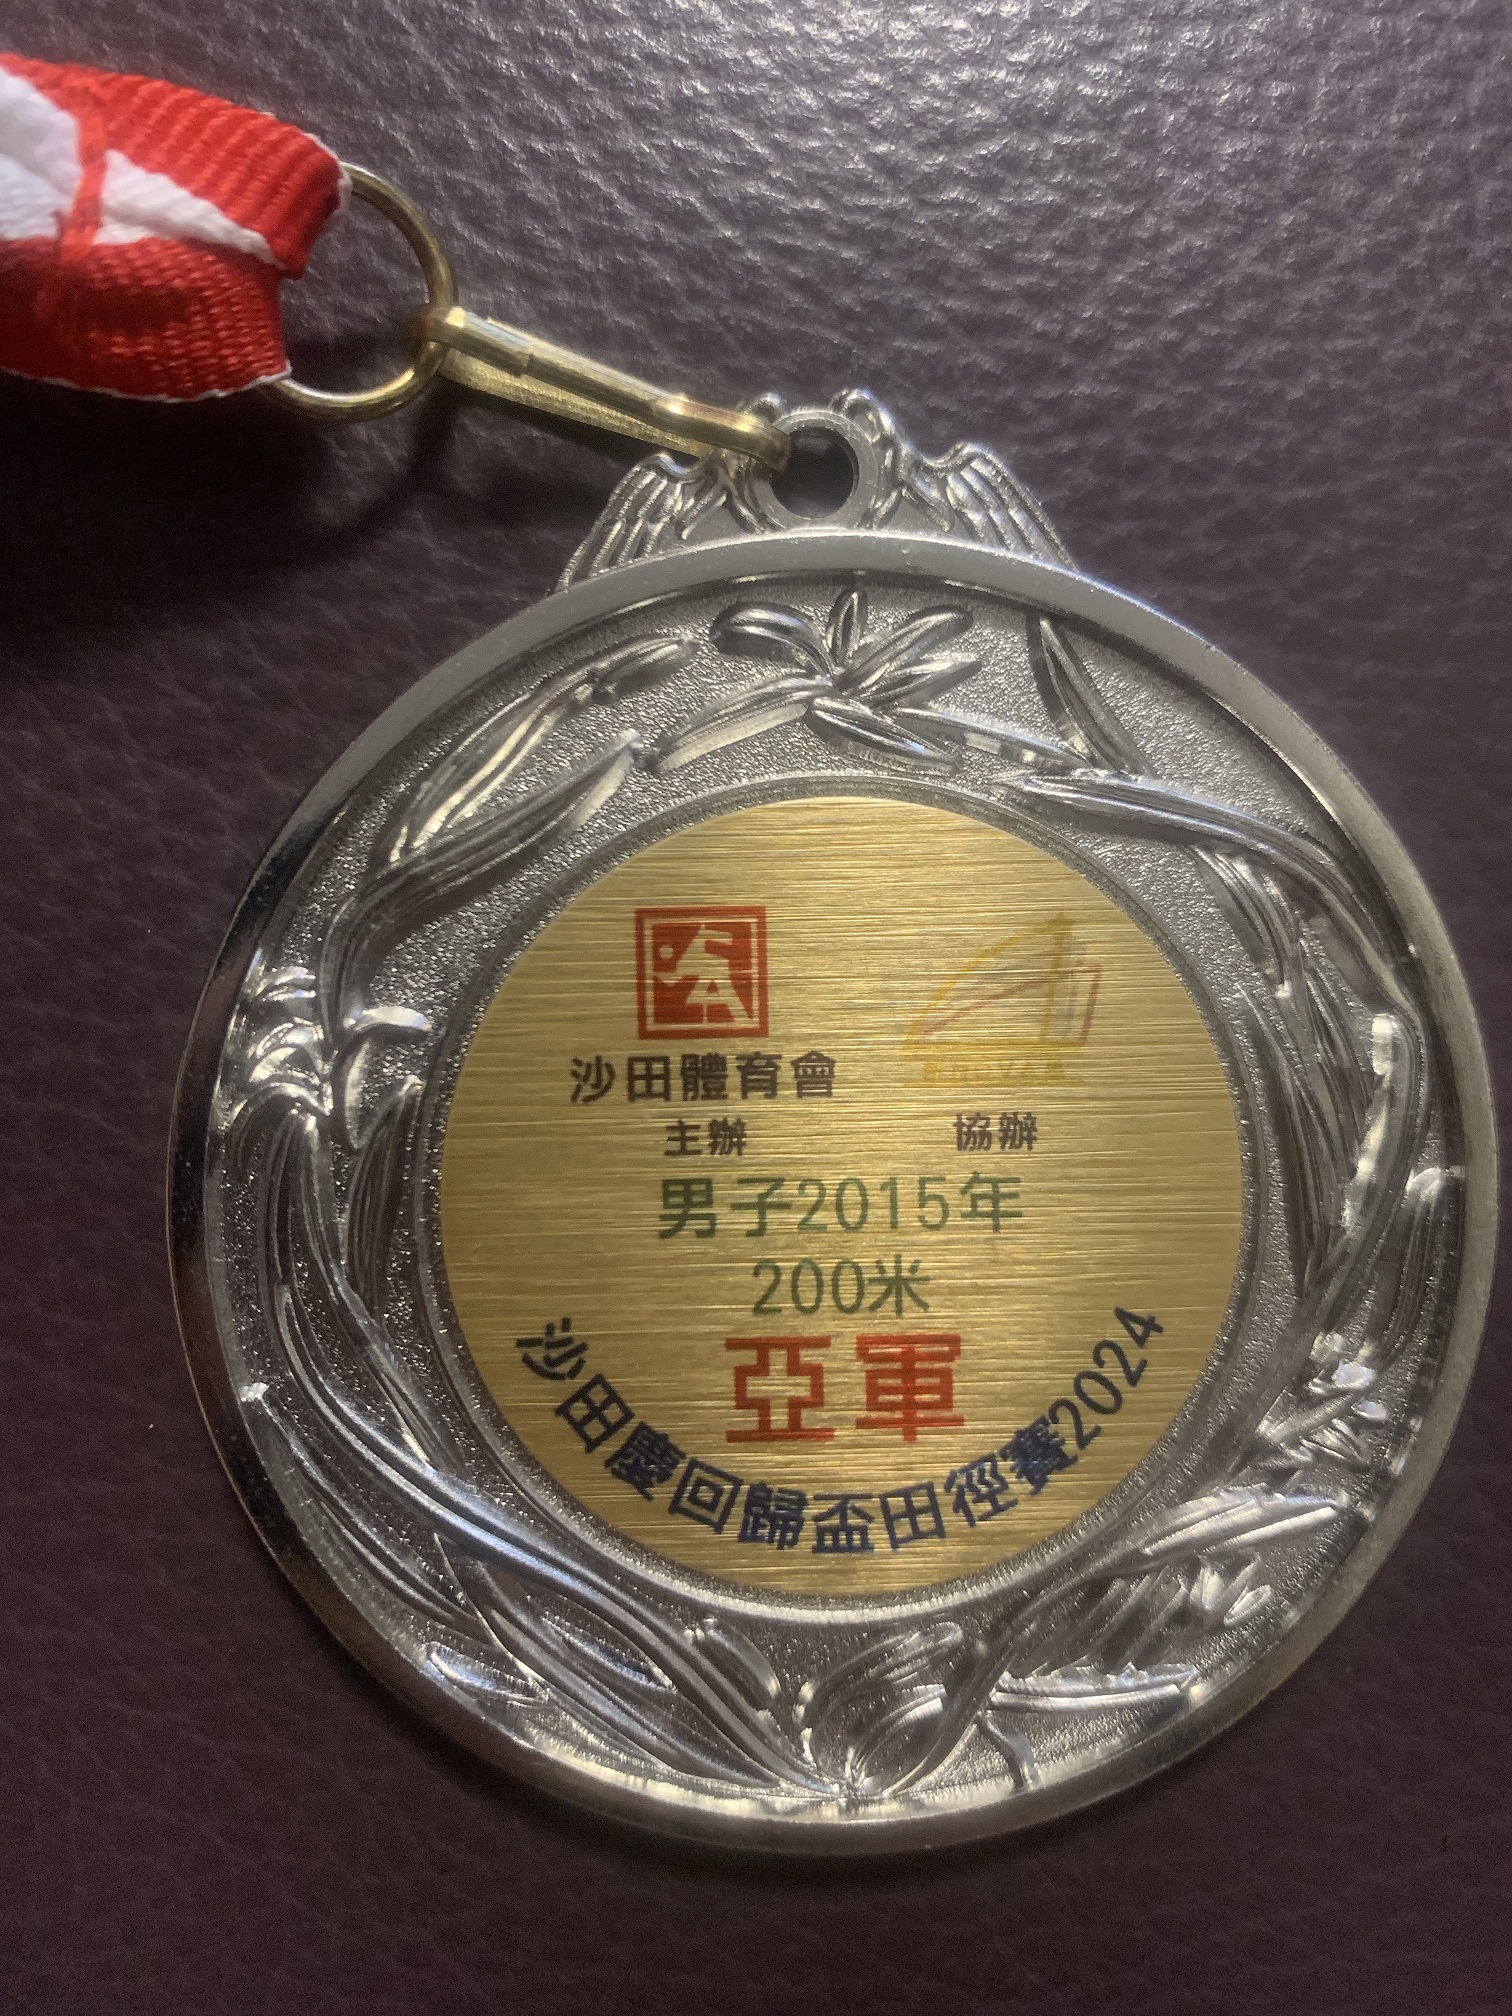 沙田體育會
主辦
協辦
男子2015年
200米
亞軍
沙田慶回歸盃田徑賽2024